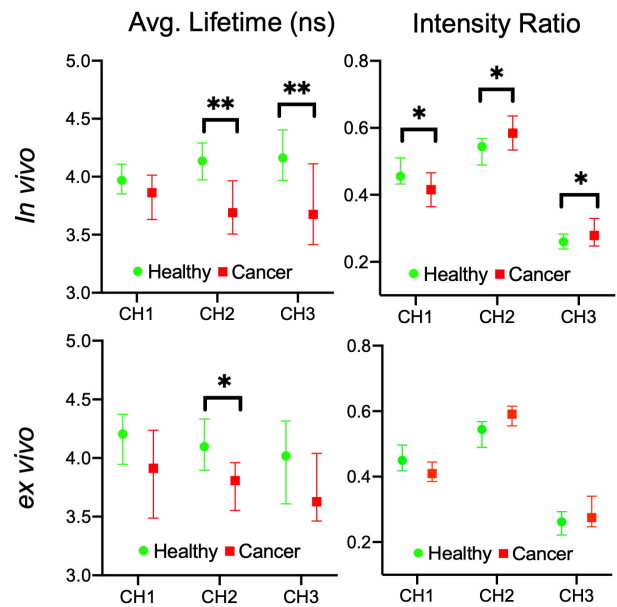 Avg. Lifetime (ns)
Intensity Ratio
In vivo
5.0
4.5
4.0
3.5
3.0
**
**
Healthy Cancer
CH1 CH2 CH3
0.8
0.6
0.4
0.2
*
*
*
Healthy Cancer
CH1 CH2 CH3
ex vivo
5.0
4.5
4.0
3.5
3.0
*
Healthy Cancer
CH1 CH2 CH3
0.8
0.6
0.4
0.2
Healthy Cancer
CH1 CH2 CH3